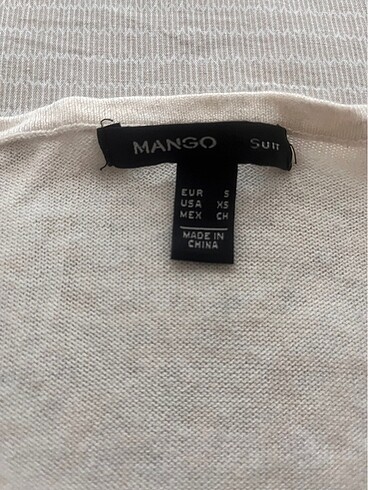 MANGO Suit
EUR S
USA XS
MEX CH
MADE IN
CHINA